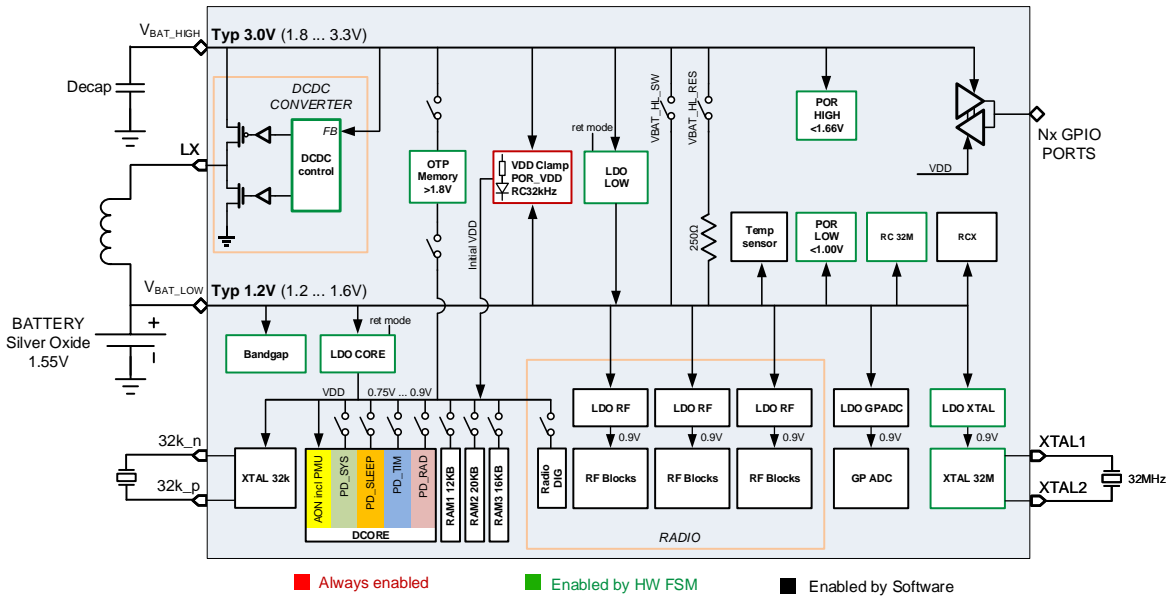 V_BAT_HIGH
Typ 3.0V (1.8 ... 3.3V)
Decap
DCDC
CONVERTER
FB
DCDC
control
LX
OTP
Memory
>1.8V
VDD Clamp
POR_VDD
RC32kHz
ret mode
LDO
LOW
VBAT_HL_SW
VBAT_HL_RES
POR
HIGH
<1.66V
VDD
Nx GPIO
PORTS
Initial VDD
250Ω
Temp
sensor
POR
LOW
<1.00V
RC 32M
RCX
V_BAT_LOW
Typ 1.2V (1.2 ... 1.6V)
BATTERY
Silver Oxide
1.55V
+
Bandgap
ret mode
LDO CORE
VDD
0.75V ... 0.9V
LDO RF
LDO RF
LDO RF
LDO GPADC
LDO XTAL
0.9V
0.9V
0.9V
0.9V
0.9V
32k_n
32k_p
XTAL 32k
AON incl PMU
PD_SYS
PD_SLEEP
PD_TIM
PD_RAD
DCORE
RAM1 12KB
RAM2 20KB
RAM3 16KB
Radio
DIG
RF Blocks
RF Blocks
RF Blocks
GP ADC
XTAL 32M
XTAL1
XTAL2
32MHz
RADIO
Always enabled
Enabled by HW FSM
Enabled by Software